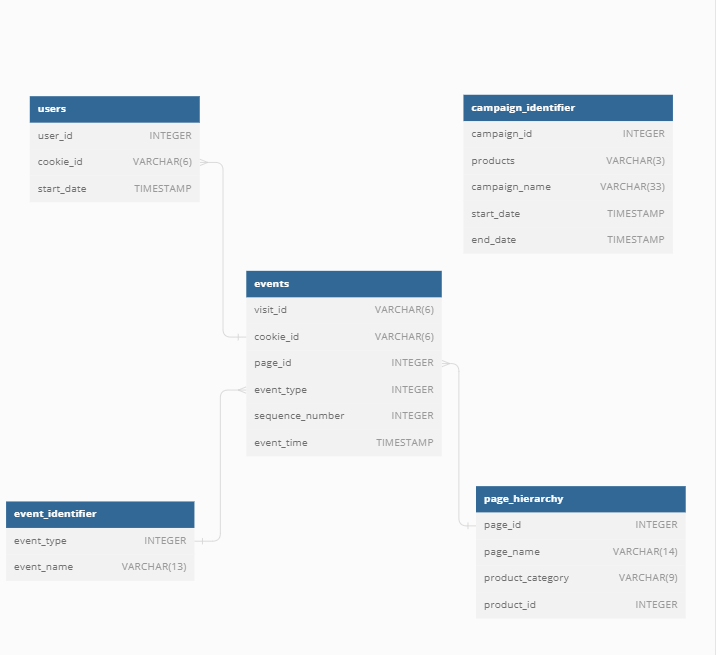 users
user_id INTEGER
cookie_id VARCHAR(6)
start_date TIMESTAMP
campaign_identifier
campaign_id INTEGER
products VARCHAR(3)
campaign_name VARCHAR(33)
start_date TIMESTAMP
end_date TIMESTAMP
events
visit_id VARCHAR(6)
cookie_id VARCHAR(6)
page_id INTEGER
event_type INTEGER
sequence_number INTEGER
event_time TIMESTAMP
event_identifier
event_type INTEGER
event_name VARCHAR(13)
page_hierarchy
page_id INTEGER
page_name VARCHAR(14)
product_category VARCHAR(9)
product_id INTEGER